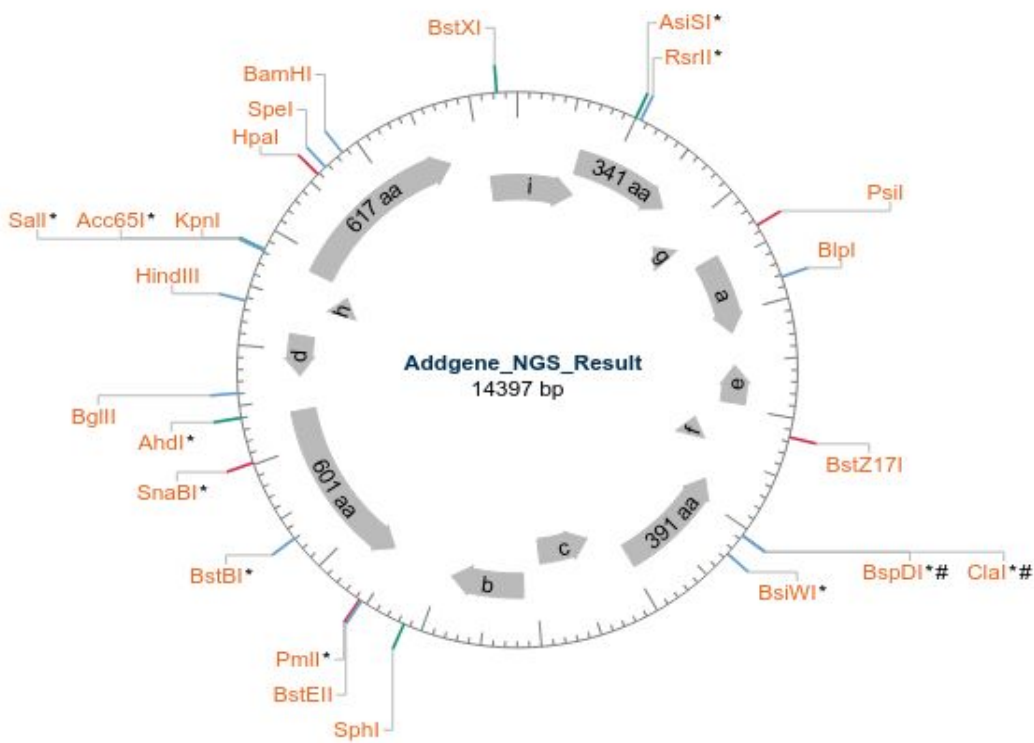 BstXI
AsiSI*
RsrII*
BamHI
SpeI
HpaI
617 aa
i
341 aa
PsiI
SalI* Acc65I* KpnI
g
BlpI
HindIII
a
h
d
Addgene_NGS_Result
14397 bp
e
BglII
AhdI*
f
BstZ17I
SnaBI*
601 aa
391 aa
c
b
BstBI*
BspDI*# ClaI*#
BsiWI*
PmlI*
BstEII
SphI